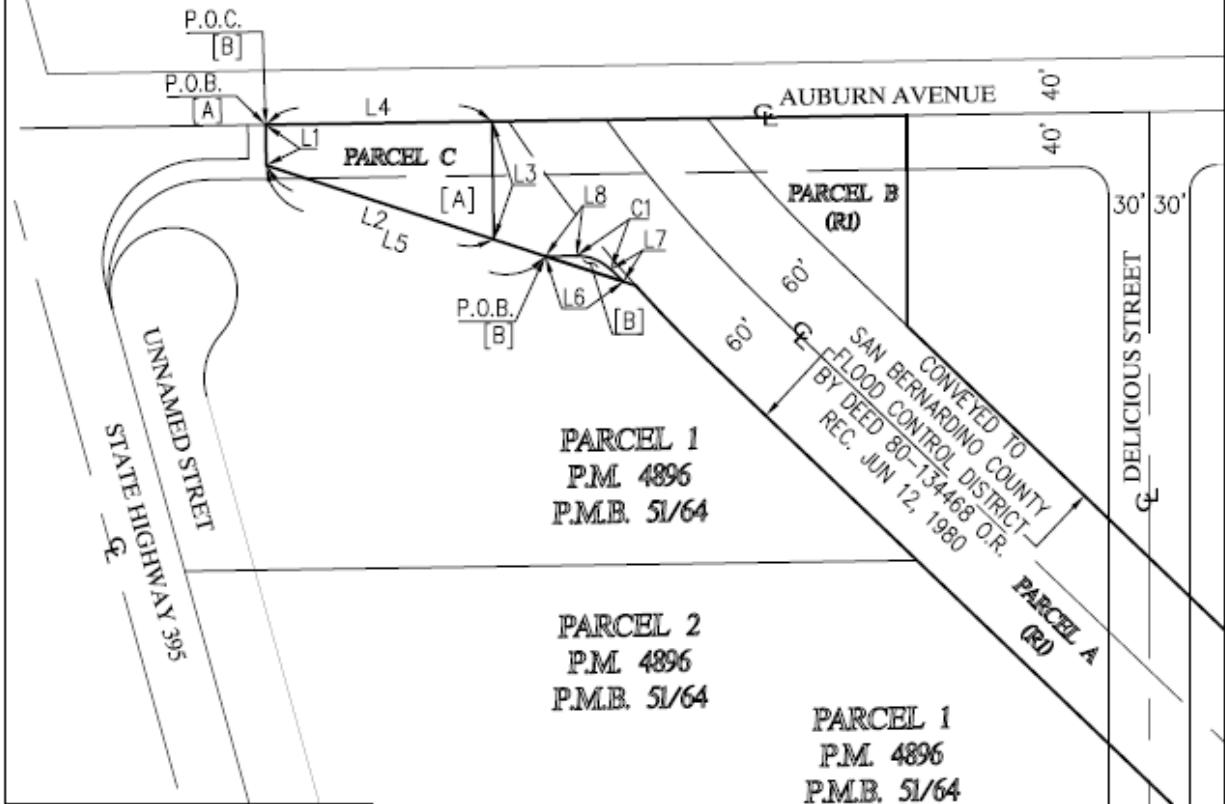 P.O.C.
[B]
P.O.B.
[A]
L4
AUBURN AVENUE
40'
40'
L1
PARCEL C
L3
[A]
L2
L5
L8
C1
L7
PARCEL B
(R1)
30' 30'
P.O.B.
[B]
L6
[B]
60'
60'
CONVEYED TO
SAN BERNARDINO COUNTY
FLOOD CONTROL DISTRICT
BY DEED 80-134468 O.R.
REC. JUN 12, 1980
DELICIOUS STREET
UNNAMED STRET
STATE HIGHWAY 395
PARCEL 1
P.M. 4896
P.M.B. 51/64
PARCEL A
(R1)
PARCEL 2
P.M. 4896
P.M.B. 51/64
PARCEL 1
P.M. 4896
P.M.B. 51/64